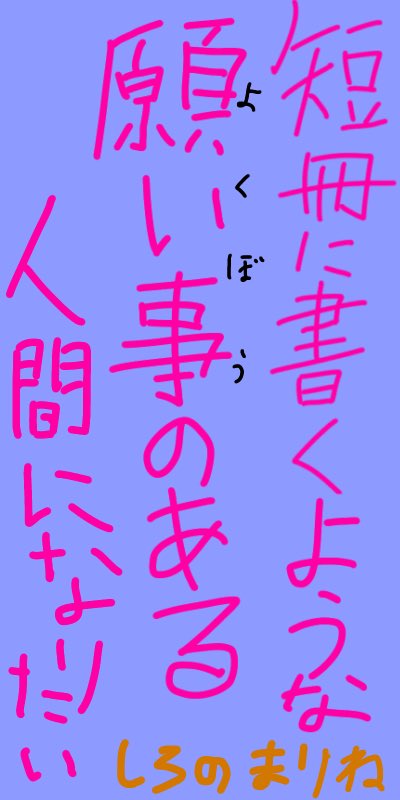 短冊に書くような
願い事のある
よくぼう
人間になりたい
しろのまりね